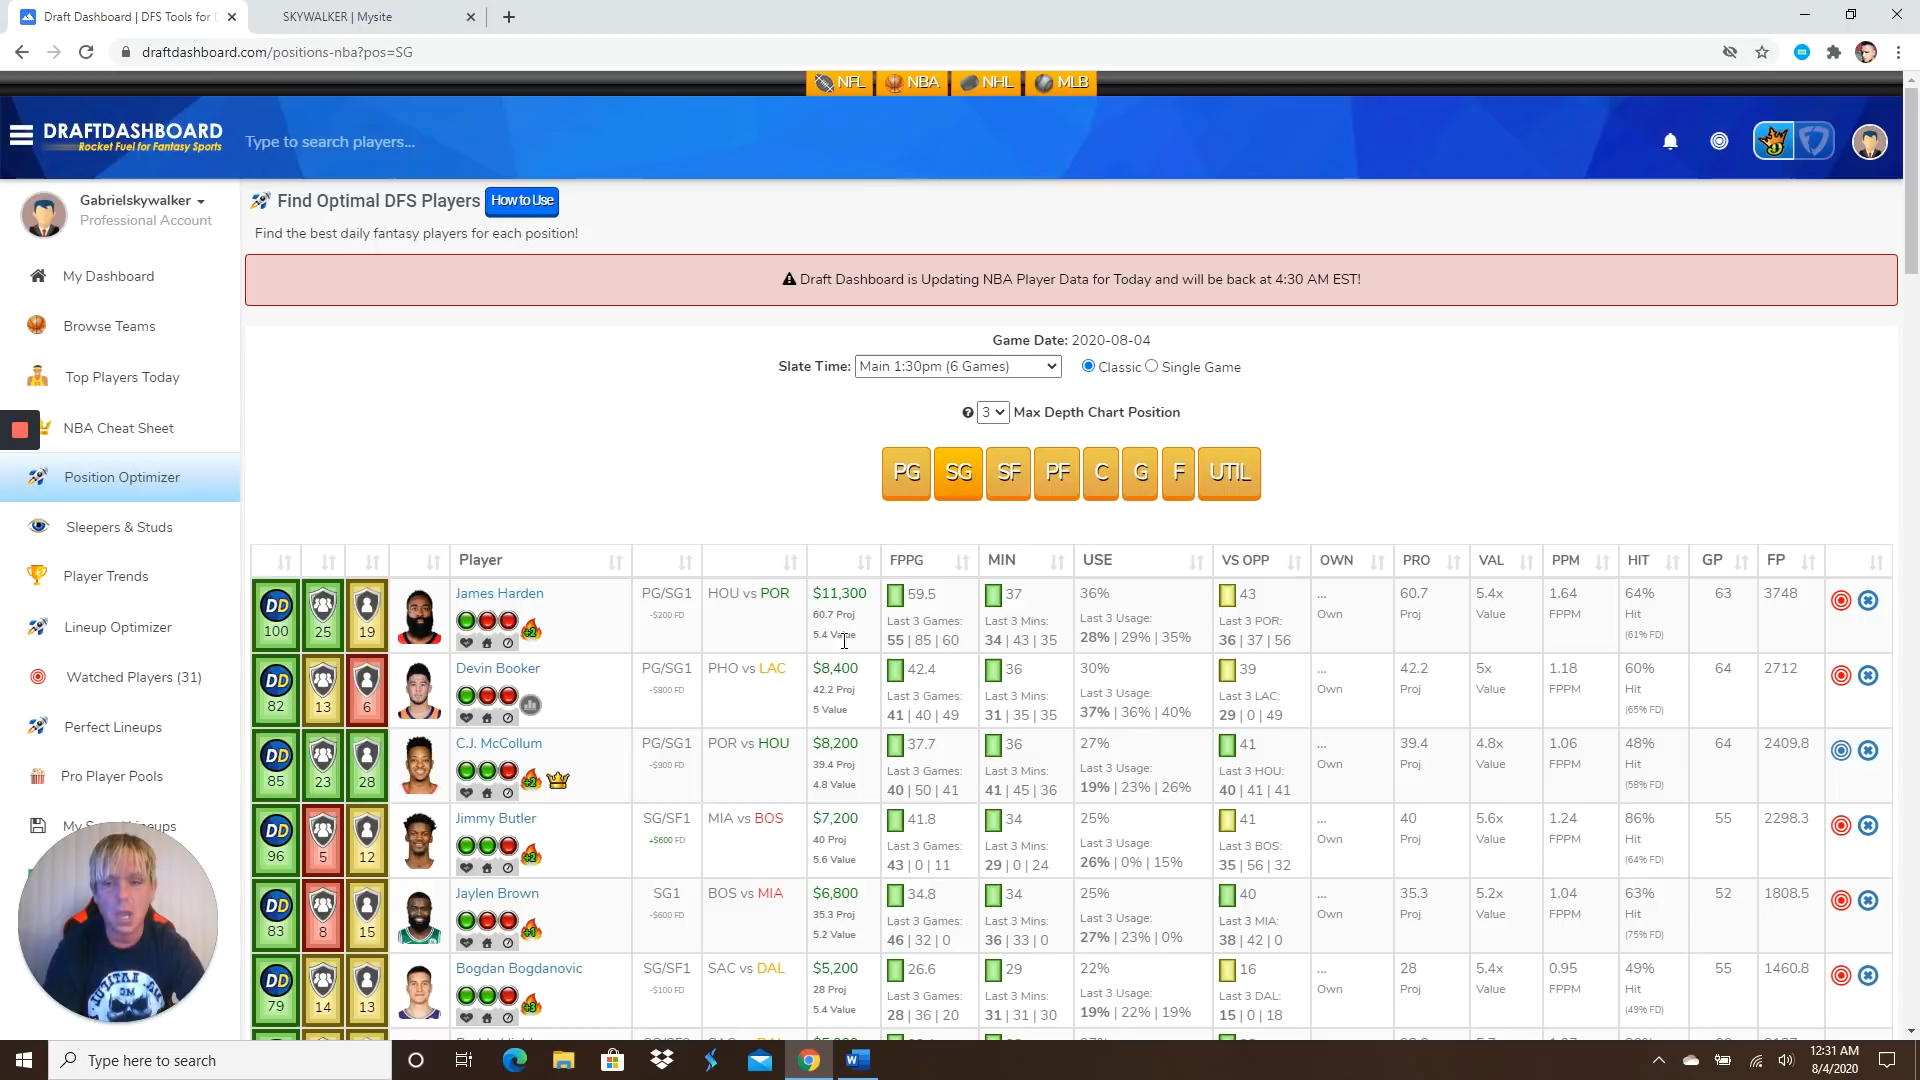 Draft Dashboard | DFS Tools for D
SKYWALKER | Mysite
draftdashboard.com/positions-nba?pos=SG
NFL
NBA
NHL
MLB
DRAFTDASHBOARD
Rocket Fuel for Fantasy Sports
Type to search players...
Gabrielskywalker
Professional Account
My Dashboard
Browse Teams
Top Players Today
NBA Cheat Sheet
Position Optimizer
Sleepers & Studs
Player Trends
Lineup Optimizer
Watched Players (31)
Perfect Lineups
Pro Player Pools
Find Optimal DFS Players How to Use
Find the best daily fantasy players for each position!
Draft Dashboard is Updating NBA Player Data for Today and will be back at 4:30 AM EST!
Game Date: 2020-08-04
Slate Time: Main 1:30pm (6 Games) Classic Single Game
3 Max Depth Chart Position
PG SG SF PF C G F UTIL
Player FPPG MIN USE VS OPP OWN PRO VAL PPM HIT GP FP
DD 100 25 19 James Harden +2 PG/SG1 -$200 FD HOU vs POR $11,300 60.7 Proj 5.4 Value 59.5 Last 3 Games: 55 | 85 | 60 37 Last 3 Mins: 34 | 43 | 35 36% Last 3 Usage: 28% | 29% | 35% 43 Last 3 POR: 36 | 37 | 56 ... Own 60.7 Proj 5.4x Value 1.64 FPPM 64% Hit (61% FD) 63 3748
DD 82 13 6 Devin Booker PG/SG1 -$800 FD PHO vs LAC $8,400 42.2 Proj 5 Value 42.4 Last 3 Games: 41 | 40 | 49 36 Last 3 Mins: 31 | 35 | 35 30% Last 3 Usage: 37% | 36% | 40% 39 Last 3 LAC: 29 | 0 | 49 ... Own 42.2 Proj 5x Value 1.18 FPPM 60% Hit (65% FD) 64 2712
DD 85 23 28 C.J. McCollum +2 PG/SG1 -$900 FD POR vs HOU $8,200 39.4 Proj 4.8 Value 37.7 Last 3 Games: 40 | 50 | 41 36 Last 3 Mins: 41 | 45 | 36 27% Last 3 Usage: 19% | 23% | 26% 41 Last 3 HOU: 40 | 41 | 41 ... Own 39.4 Proj 4.8x Value 1.06 FPPM 48% Hit (58% FD) 64 2409.8
DD 96 5 12 Jimmy Butler +2 SG/SF1 +$600 FD MIA vs BOS $7,200 40 Proj 5.6 Value 41.8 Last 3 Games: 43 | 0 | 11 34 Last 3 Mins: 29 | 0 | 24 25% Last 3 Usage: 26% | 0% | 15% 41 Last 3 BOS: 35 | 56 | 32 ... Own 40 Proj 5.6x Value 1.24 FPPM 86% Hit (64% FD) 55 2298.3
DD 83 8 15 Jaylen Brown +1 SG1 -$600 FD BOS vs MIA $6,800 35.3 Proj 5.2 Value 34.8 Last 3 Games: 46 | 32 | 0 34 Last 3 Mins: 36 | 33 | 0 25% Last 3 Usage: 27% | 23% | 0% 40 Last 3 MIA: 38 | 42 | 0 ... Own 35.3 Proj 5.2x Value 1.04 FPPM 63% Hit (75% FD) 52 1808.5
DD 79 14 13 Bogdan Bogdanovic +3 SG/SF1 -$100 FD SAC vs DAL $5,200 28 Proj 5.4 Value 26.6 Last 3 Games: 28 | 36 | 20 29 Last 3 Mins: 31 | 31 | 30 22% Last 3 Usage: 19% | 22% | 19% 16 Last 3 DAL: 15 | 0 | 18 ... Own 28 Proj 5.4x Value 0.95 FPPM 49% Hit (49% FD) 55 1460.8
Type here to search
12:31 AM
8/4/2020